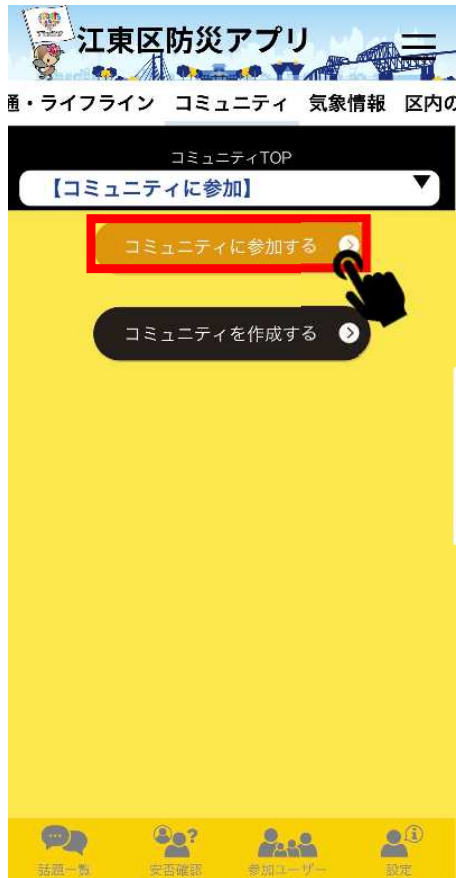 江東区防災アプリ
通・ライフライン コミュニティ 気象情報 区内の
コミュニティTOP
【コミュニティに参加】
コミュニティに参加する
コミュニティを作成する
話題一覧 安否確認 参加ユーザー 設定